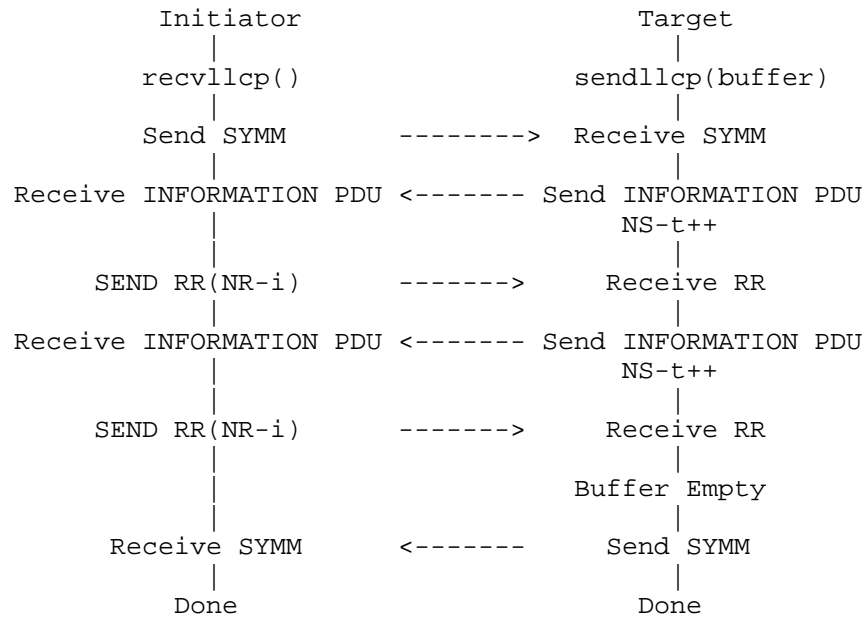 Initiator Target
| |
recvllcp() sendllcp(buffer)
| |
Send SYMM --------> Receive SYMM
| |
Receive INFORMATION PDU <------- Send INFORMATION PDU
| NS-t++
| |
SEND RR(NR-i) -------> Receive RR
| |
Receive INFORMATION PDU <------- Send INFORMATION PDU
| NS-t++
| |
SEND RR(NR-i) -------> Receive RR
| |
| Buffer Empty
| |
Receive SYMM <------- Send SYMM
| |
Done Done